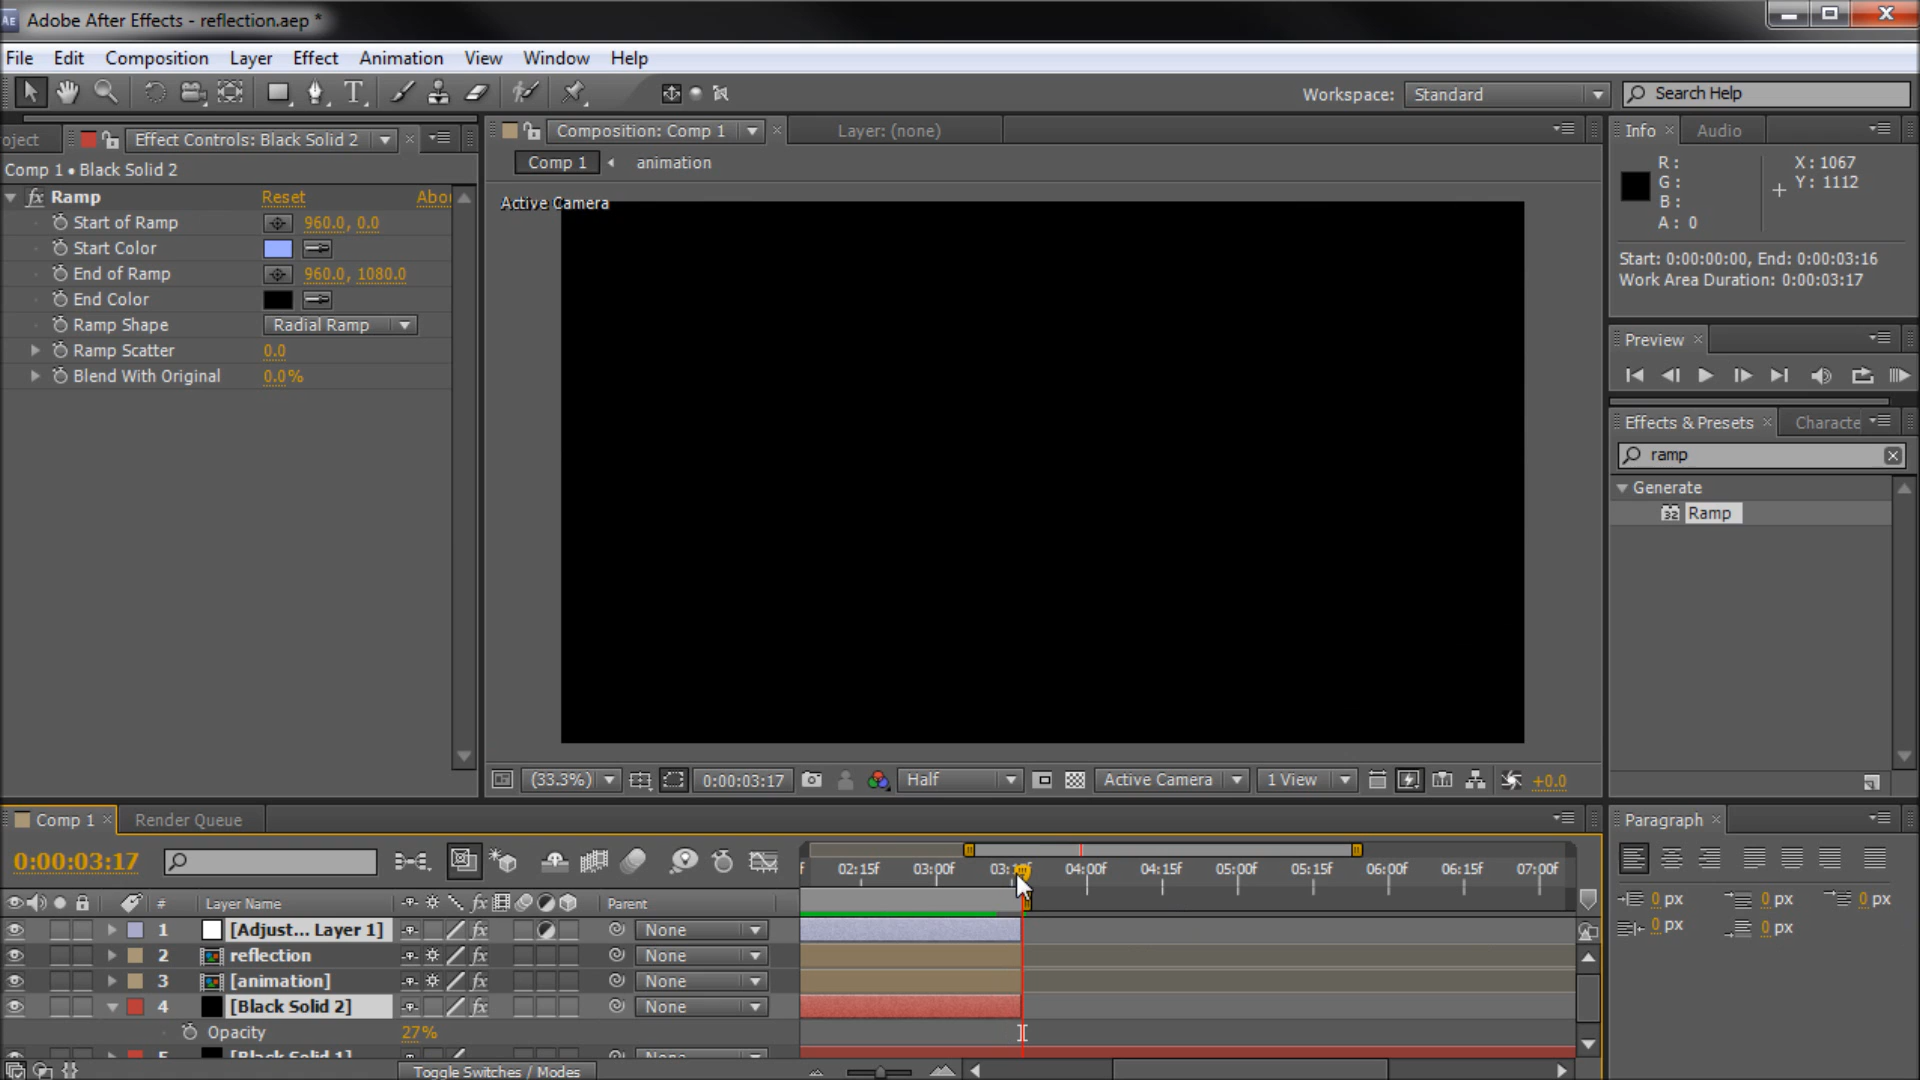 Adobe After Effects - reflection.aep *
File Edit Composition Layer Effect Animation View Window Help
Workspace: Standard Search Help
oject Effect Controls: Black Solid 2
Comp 1 • Black Solid 2
Ramp Reset Abou
Start of Ramp 960.0, 0.0
Start Color
End of Ramp 960.0, 1080.0
End Color
Ramp Shape Radial Ramp
Ramp Scatter 0.0
Blend With Original 0.0%
Composition: Comp 1 Layer: (none)
Comp 1 animation
Active Camera
(33.3%) 0:00:03:17 Half Active Camera 1 View +0.0
Info Audio
R: X: 1067
G: Y: 1112
B:
A: 0
Start: 0:00:00:00, End: 0:00:03:16
Work Area Duration: 0:00:03:17
Preview
Effects & Presets Characte
ramp
Generate
32 Ramp
Comp 1 Render Queue
0:00:03:17
f 02:15f 03:00f 04:00f 04:15f 05:00f 05:15f 06:00f 06:15f 07:00f
# Layer Name Parent
1 [Adjust... Layer 1] None
2 reflection None
3 [animation] None
4 [Black Solid 2] None
Opacity 27%
5 [Black Solid 1] None
Toggle Switches / Modes
Paragraph
0 px 0 px 0 px
0 px 0 px